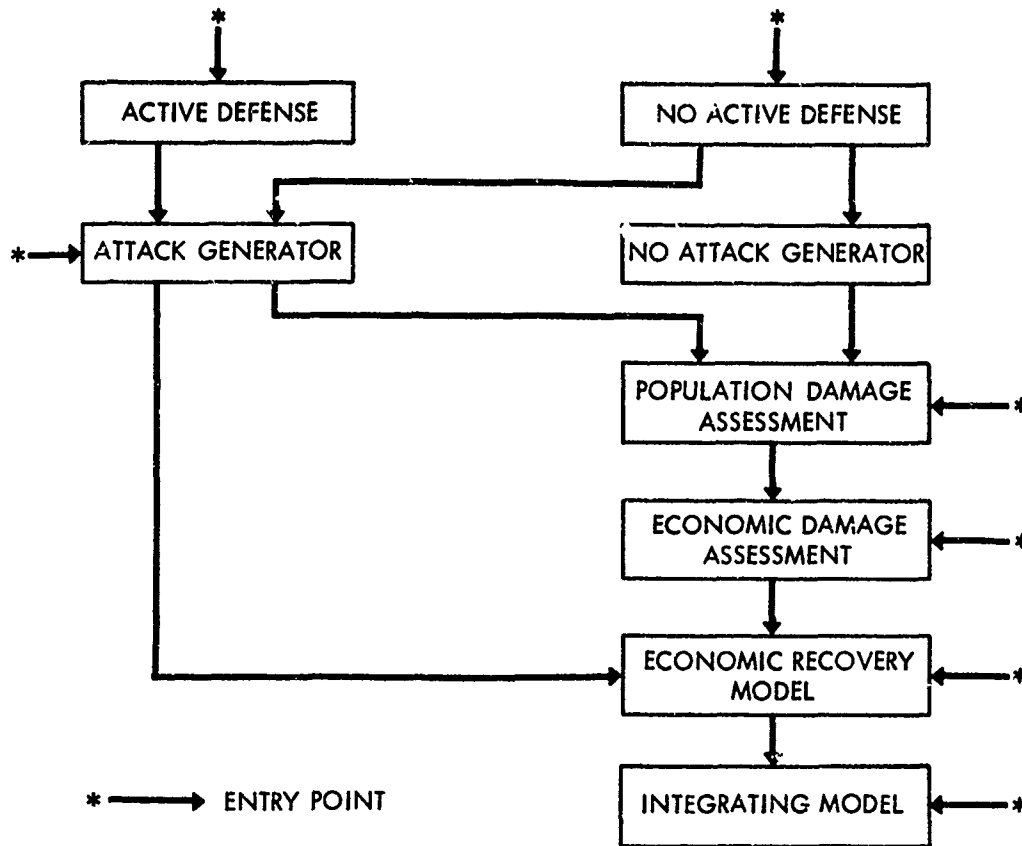 *
*
ACTIVE DEFENSE
NO ACTIVE DEFENSE
*
ATTACK GENERATOR
NO ATTACK GENERATOR
POPULATION DAMAGE
ASSESSMENT
*
ECONOMIC DAMAGE
ASSESSMENT
*
ECONOMIC RECOVERY
MODEL
*
* ENTRY POINT
INTEGRATING MODEL
*